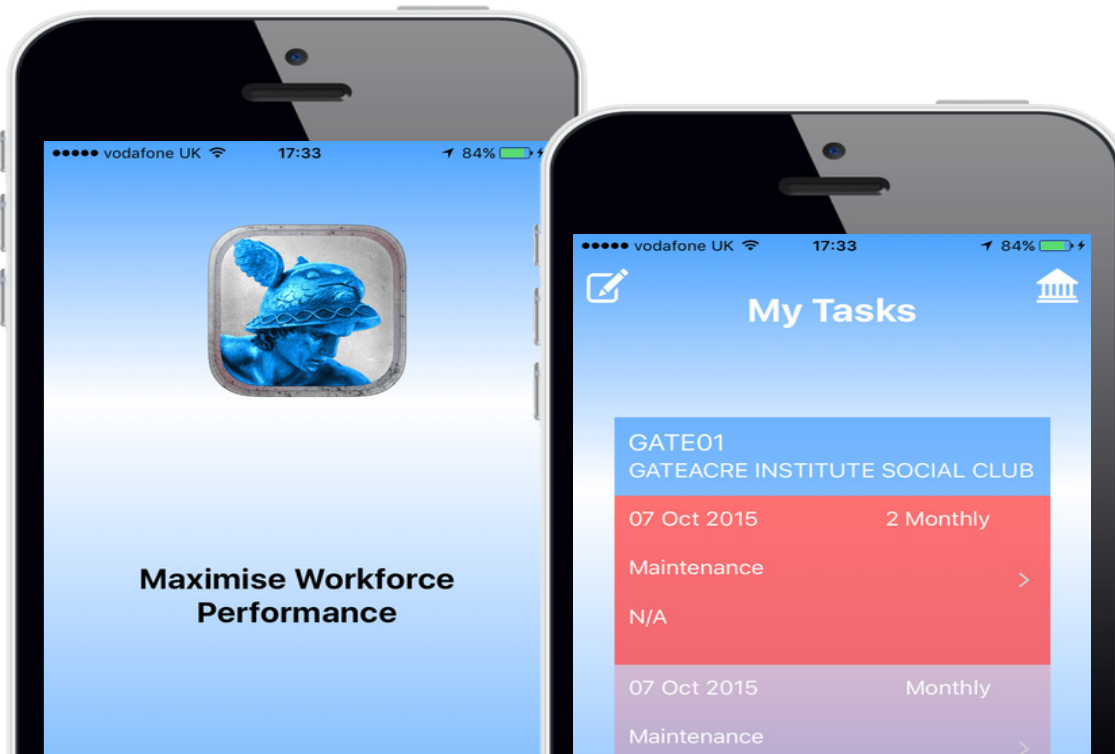 vodafone UK 17:33 84%
Maximise Workforce
Performance
vodafone UK 17:33 84%
My Tasks
GATE01
GATEACRE INSTITUTE SOCIAL CLUB
07 Oct 2015 2 Monthly
Maintenance
N/A
07 Oct 2015 Monthly
Maintenance